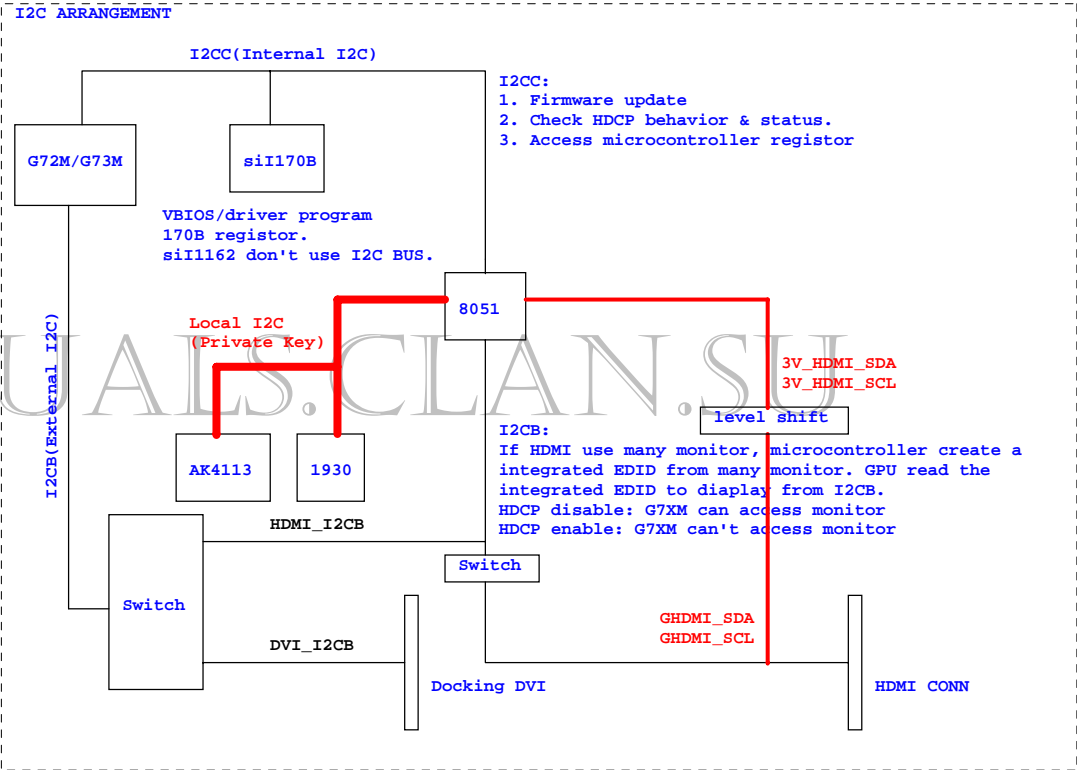 I2C ARRANGEMENT
I2CC(Internal I2C)
I2CC:
1. Firmware update
2. Check HDCP behavior & status.
3. Access microcontroller registor
G72M/G73M
siI170B
VBIOS/driver program
170B registor.
siI1162 don't use I2C BUS.
8051
I2CB(External I2C)
Local I2C
(Private Key)
3V_HDMI_SDA
3V_HDMI_SCL
UALS.CLAN.SU
level shift
AK4113
1930
I2CB:
If HDMI use many monitor, microcontroller create a
integrated EDID from many monitor. GPU read the
integrated EDID to diaplay from I2CB.
HDCP disable: G7XM can access monitor
HDCP enable: G7XM can't access monitor
HDMI_I2CB
Switch
Switch
GHDMI_SDA
GHDMI_SCL
DVI_I2CB
Docking DVI
HDMI CONN